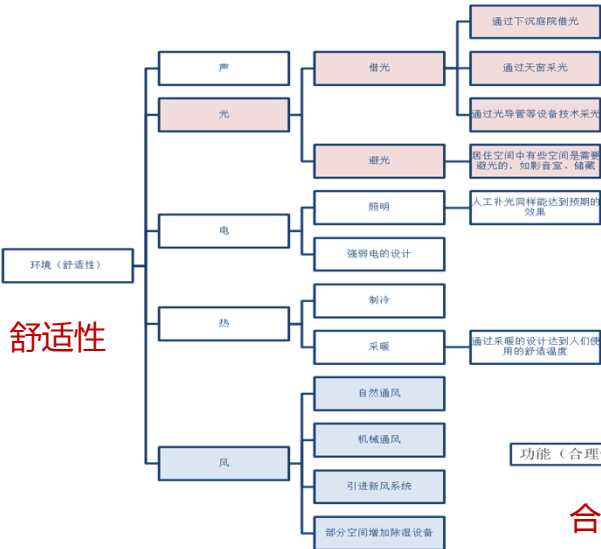 通过下沉庭院借光
声
借光
通过天窗采光
光
通过光导管等设备技术采光
避光
居住空间中有些空间是需要
避光的，如影音室、储藏
电
照明
人工补光同样能达到预期的
效果
强弱电的设计
环境（舒适性）
舒适性
热
制冷
采暖
通过采暖的设计达到人们使
用的舒适温度
风
自然通风
机械通风
引进新风系统
部分空间增加除湿设备
功能（合理
合